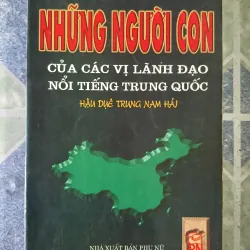 NHỮNG NGƯỜI CON
CỦA CÁC VỊ LÃNH ĐẠO
NỔI TIẾNG TRUNG QUỐC
HẬU DUỆ TRUNG NAM HẢI
NHÀ XUẤT BẢN PHỤ NỮ